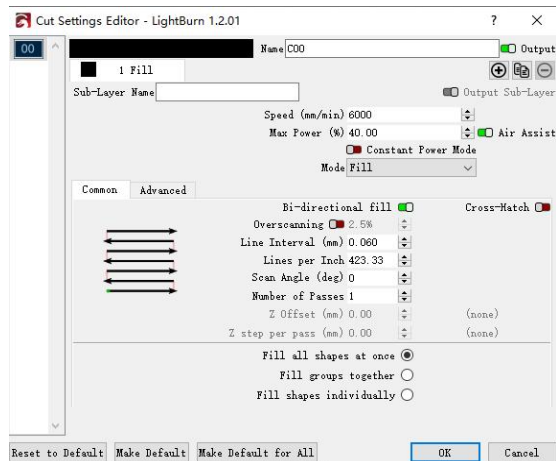 Cut Settings Editor - LightBurn 1.2.01 ? ×
00
Name C00 Output
1 Fill
Sub-Layer Name Output Sub-Layer
Speed (mm/min) 6000
Max Power (%) 40.00 Air Assist
Constant Power Mode
Mode Fill
Common Advanced
Bi-directional fill Cross-Hatch
Overscanning 2.5%
Line Interval (mm) 0.060
Lines per Inch 423.33
Scan Angle (deg) 0
Number of Passes 1
Z Offset (mm) 0.00 (none)
Z step per pass (mm) 0.00 (none)
Fill all shapes at once
Fill groups together
Fill shapes individually
Reset to Default Make Default Make Default for All OK Cancel